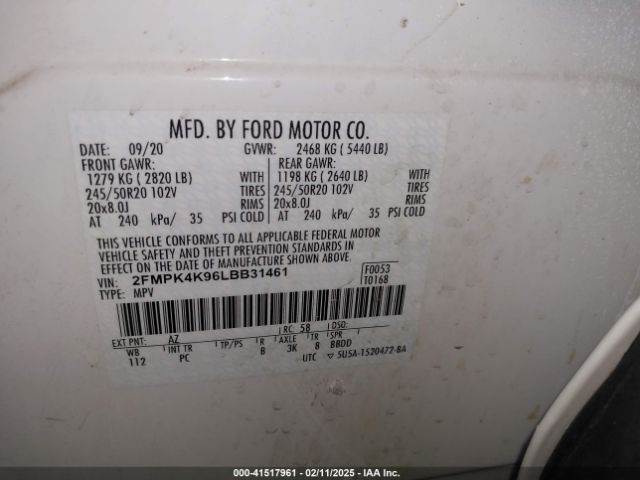 MFD. BY FORD MOTOR CO.
DATE: 09/20 GVWR: 2468 KG ( 5440 LB)
FRONT GAWR: REAR GAWR:
1279 KG ( 2820 LB) WITH 1198 KG ( 2640 LB) WITH
245/50R20 102V TIRES 245/50R20 102V TIRES
20x8.0J RIMS 20x8.0J RIMS
AT 240 kPa/ 35 PSI COLD AT 240 kPa/ 35 PSI COLD
THIS VEHICLE CONFORMS TO ALL APPLICABLE FEDERAL MOTOR
VEHICLE SAFETY AND THEFT PREVENTION STANDARDS IN
EFFECT ON THE DATE OF MANUFACTURE SHOWN ABOVE.
VIN: 2FMPK4K96LBB31461 F0053
TYPE: MPV T0168
EXT PNT: AZ RC: 58 DSO:
WB INT TR TP/PS R AXLE TR SPR
112 PC B 3K 8 BBDD
UTC ▽ 5U5A-1520472-BA
00-41517961 - 02/11/2025 - IAA Inc.